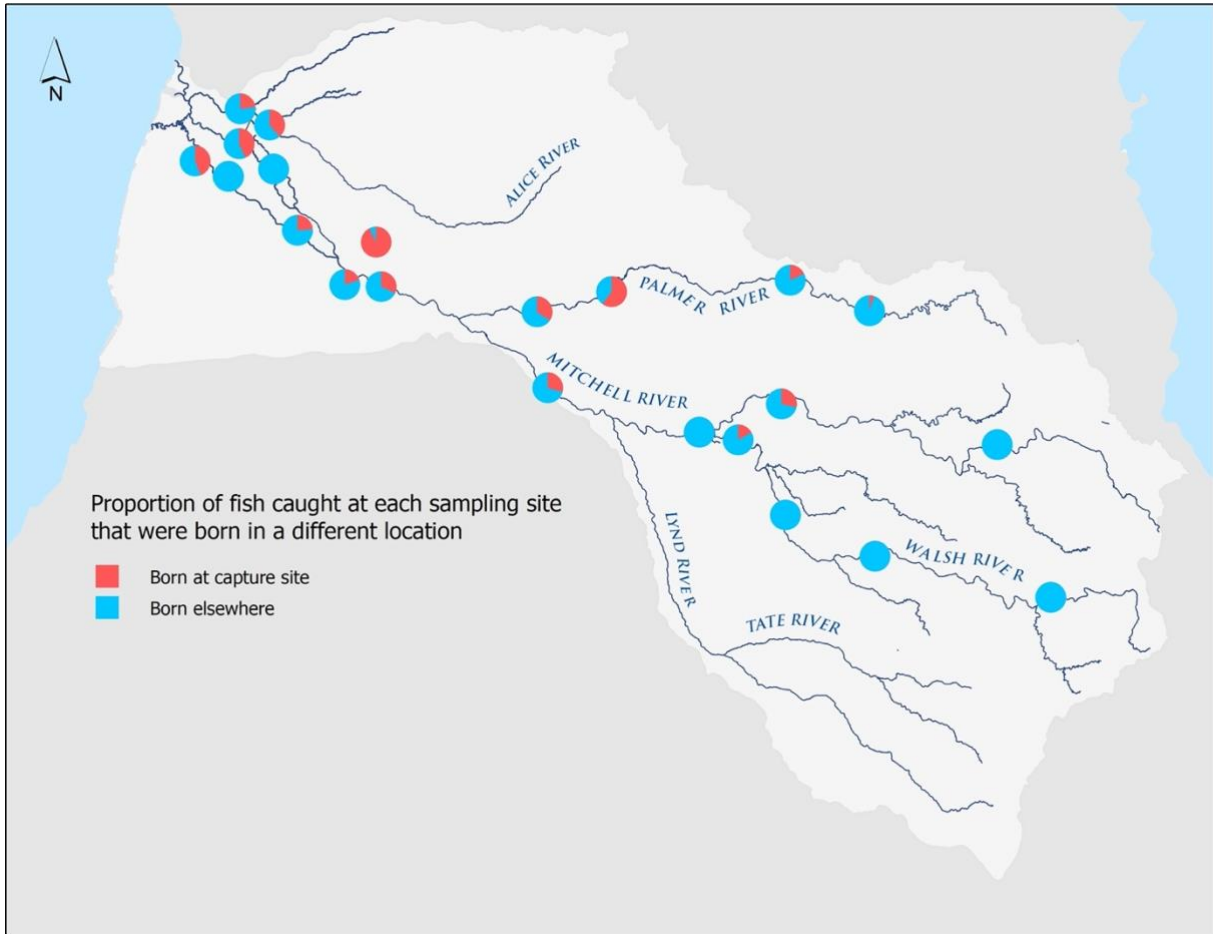 N
ALICE RIVER
PALMER RIVER
MITCHELL RIVER
LYND RIVER
WALSH RIVER
TATE RIVER
Proportion of fish caught at each sampling site
that were born in a different location
Born at capture site
Born elsewhere